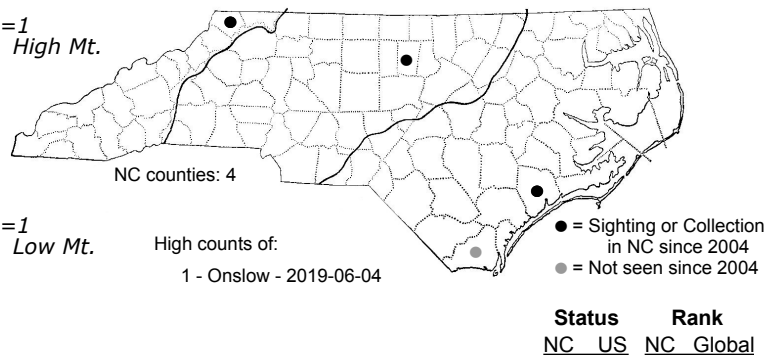 =1
High Mt.
NC counties: 4
=1
Low Mt.
High counts of:
1 - Onslow - 2019-06-04
= Sighting or Collection
in NC since 2004
= Not seen since 2004
Status Rank
NC US NC Global